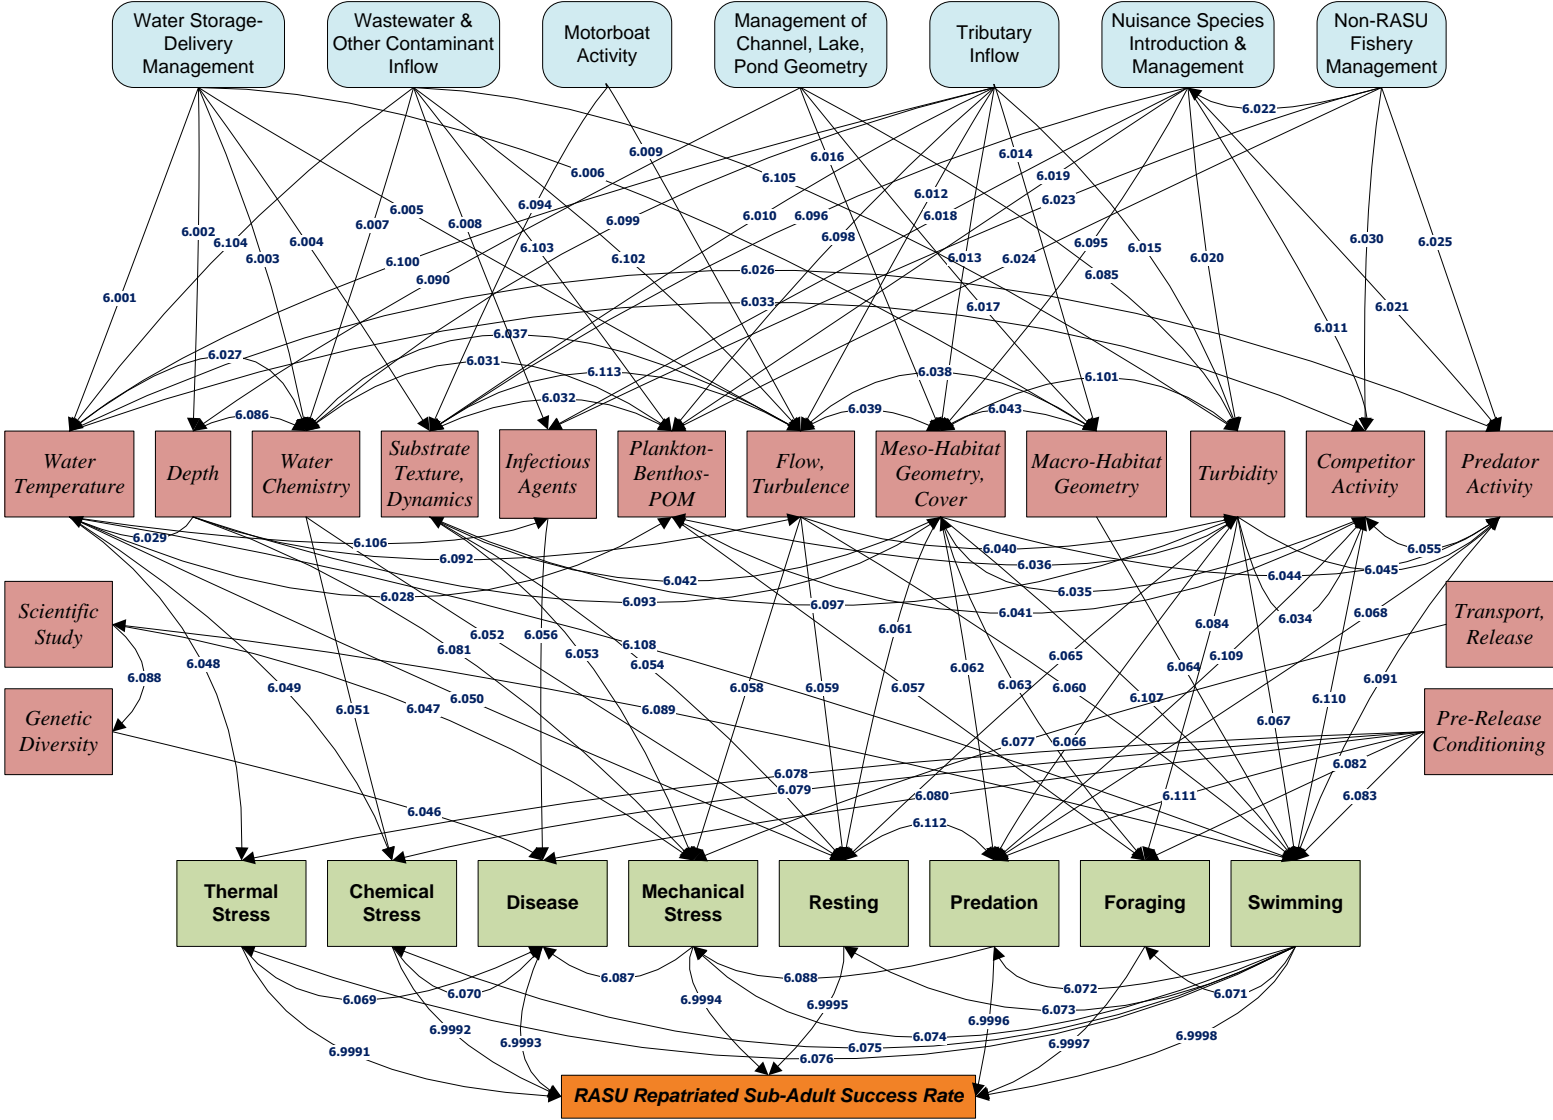 Water Storage-
Delivery
Management
Wastewater &
Other Contaminant
Inflow
Motorboat
Activity
Management of
Channel, Lake,
Pond Geometry
Tributary
Inflow
Nuisance Species
Introduction &
Management
Non-RASU
Fishery
Management
6.022
6.009
6.016
6.014
6.006
6.105
6.019
6.012
6.023
6.005
6.094
6.010
6.096
6.018
6.099
6.008
6.007
6.002
6.104
6.004
6.103
6.098
6.095
6.015
6.030
6.025
6.003
6.100
6.102
6.013
6.024
6.020
6.090
6.026
6.085
6.001
6.033
6.017
6.021
6.011
6.037
6.027
6.031
6.113
6.038
6.101
6.032
6.086
6.039
6.043
Water
Temperature
Depth
Water
Chemistry
Substrate
Texture,
Dynamics
Infectious
Agents
Plankton-
Benthos-
POM
Flow,
Turbulence
Meso-Habitat
Geometry,
Cover
Macro-Habitat
Geometry
Turbidity
Competitor
Activity
Predator
Activity
6.029
6.106
6.092
6.040
6.055
6.036
6.042
6.044
6.045
6.028
6.093
6.097
6.035
6.041
6.068
Scientific
Study
Transport,
Release
6.052
6.056
6.061
6.084
6.034
6.081
6.108
6.053
6.054
6.065
6.109
6.048
6.088
6.062
6.064
6.091
6.049
6.058
6.059
6.057
6.063
6.060
6.107
6.110
6.050
6.047
6.051
6.089
6.067
Genetic
Diversity
Pre-Release
Conditioning
6.077
6.066
6.078
6.082
6.079
6.080
6.111
6.083
6.046
6.112
Thermal
Stress
Chemical
Stress
Disease
Mechanical
Stress
Resting
Predation
Foraging
Swimming
6.087
6.088
6.072
6.069
6.070
6.071
6.9994
6.9995
6.073
6.9996
6.9992
6.9993
6.074
6.9997
6.9998
6.9991
6.075
6.076
RASU Repatriated Sub-Adult Success Rate